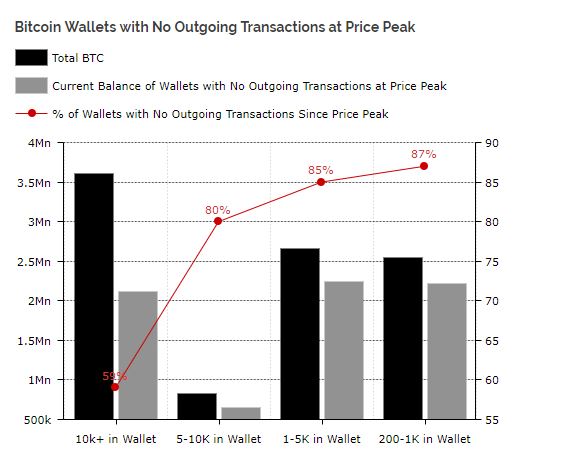 Bitcoin Wallets with No Outgoing Transactions at Price Peak
Total BTC
Current Balance of Wallets with No Outgoing Transactions at Price Peak
% of Wallets with No Outgoing Transactions Since Price Peak
4Mn
90
87%
3.5Mn
85%
85
3Mn
80%
80
2.5Mn
75
2Mn
70
1.5Mn
65
1Mn
59%
60
500k
55
10k+ in Wallet
5-10K in Wallet
1-5K in Wallet
200-1K in Wallet